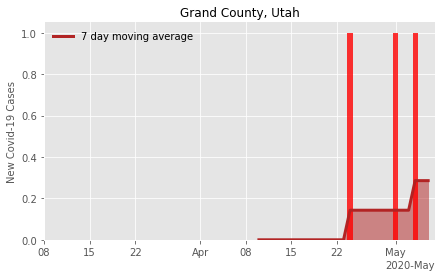 Grand County, Utah
7 day moving average
New Covid-19 Cases
1.0
0.8
0.6
0.4
0.2
0.0
08 15 22 Apr 08 15 22 May
2020-May